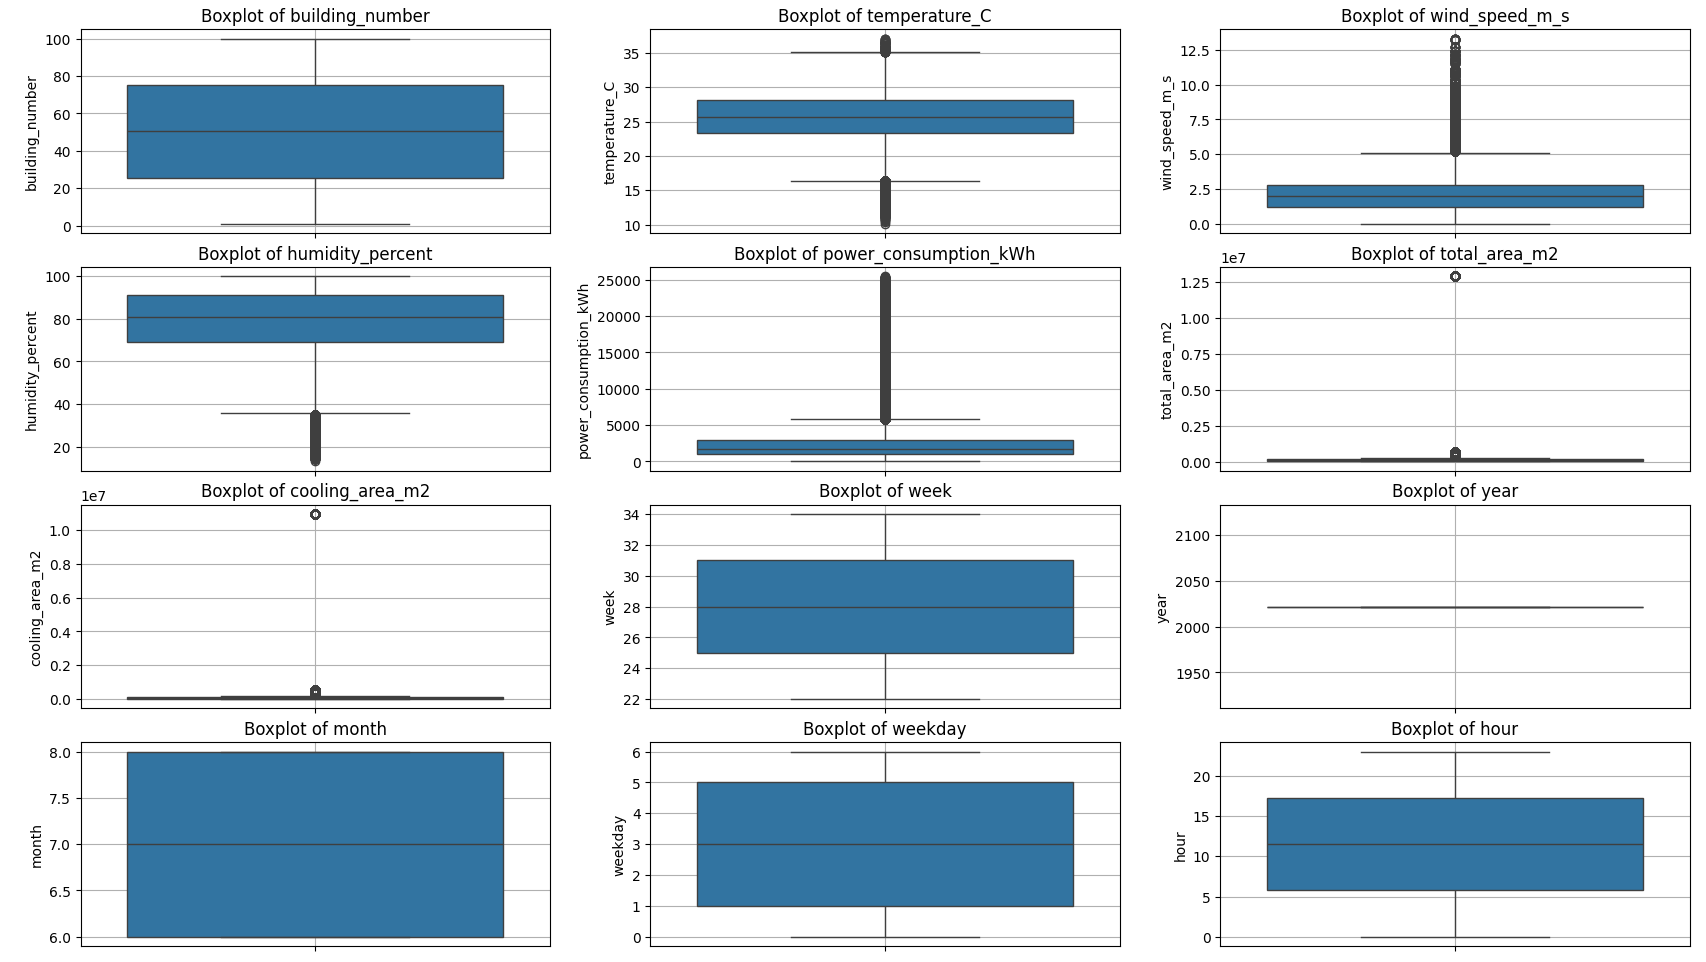 Boxplot of building_number
building_number
100
80
60
40
20
0
Boxplot of temperature_C
temperature_C
35
30
25
20
15
10
Boxplot of wind_speed_m_s
wind_speed_m_s
12.5
10.0
7.5
5.0
2.5
0.0
Boxplot of humidity_percent
humidity_percent
100
80
60
40
20
Boxplot of power_consumption_kWh
power_consumption_kWh
25000
20000
15000
10000
5000
0
Boxplot of total_area_m2
1e7
total_area_m2
1.25
1.00
0.75
0.50
0.25
0.00
Boxplot of cooling_area_m2
1e7
cooling_area_m2
1.0
0.8
0.6
0.4
0.2
0.0
Boxplot of week
week
34
32
30
28
26
24
22
Boxplot of year
year
2100
2050
2000
1950
Boxplot of month
month
8.0
7.5
7.0
6.5
6.0
Boxplot of weekday
weekday
6
5
4
3
2
1
0
Boxplot of hour
hour
20
15
10
5
0